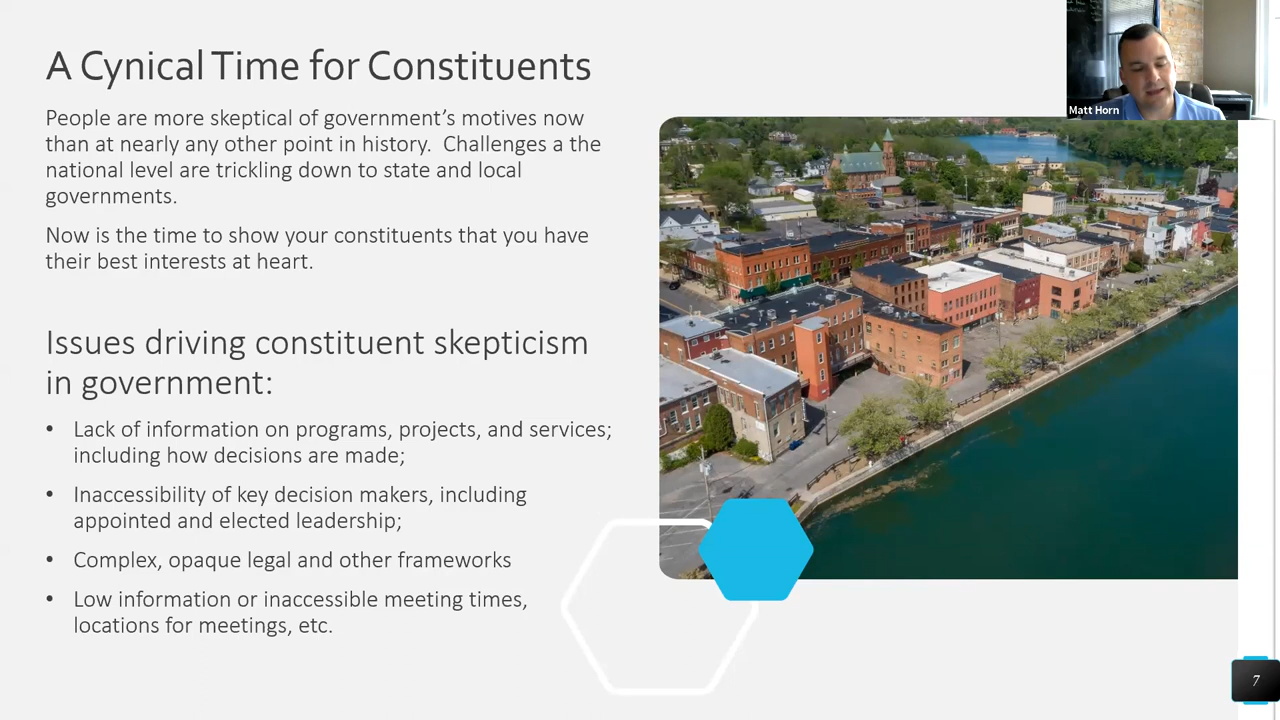 A Cynical Time for Constituents
People are more skeptical of government's motives now
than at nearly any other point in history.  Challenges a the
national level are trickling down to state and local
governments.
Now is the time to show your constituents that you have
their best interests at heart.
Issues driving constituent skepticism
in government:
• Lack of information on programs, projects, and services;
including how decisions are made;
• Inaccessibility of key decision makers, including
appointed and elected leadership;
• Complex, opaque legal and other frameworks
• Low information or inaccessible meeting times,
locations for meetings, etc.
Matt Horn
7